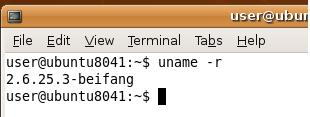 user@ubun
File Edit View Terminal Tabs Help
user@ubuntu8041:~$ uname -r
2.6.25.3-beifang
user@ubuntu8041:~$